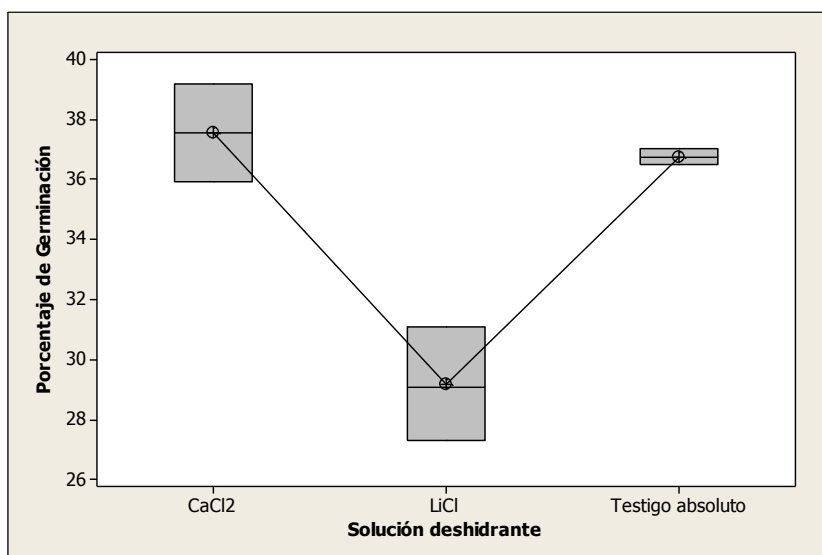 40
38
36
34
32
30
28
26
Porcentaje de Germinación
CaCl2
LiCl
Testigo absoluto
Solución deshidrante